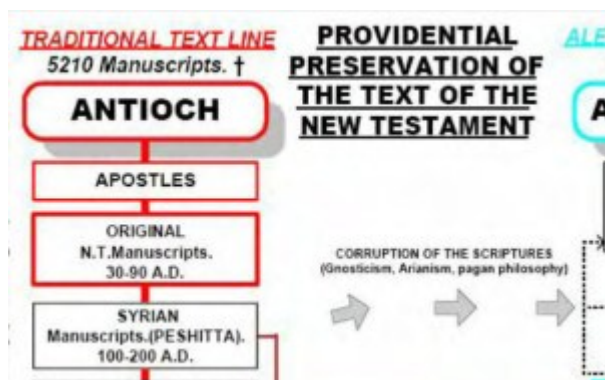 TRADITIONAL TEXT LINE
5210 Manuscripts. †
ANTIOCH
APOSTLES
ORIGINAL
N.T.Manuscripts.
30-90 A.D.
SYRIAN
Manuscripts.(PESHITTA).
100-200 A.D.
PROVIDENTIAL
PRESERVATION OF
THE TEXT OF THE
NEW TESTAMENT
CORRUPTION OF THE SCRIPTURES
(Gnosticism, Arianism, pagan philosophy)